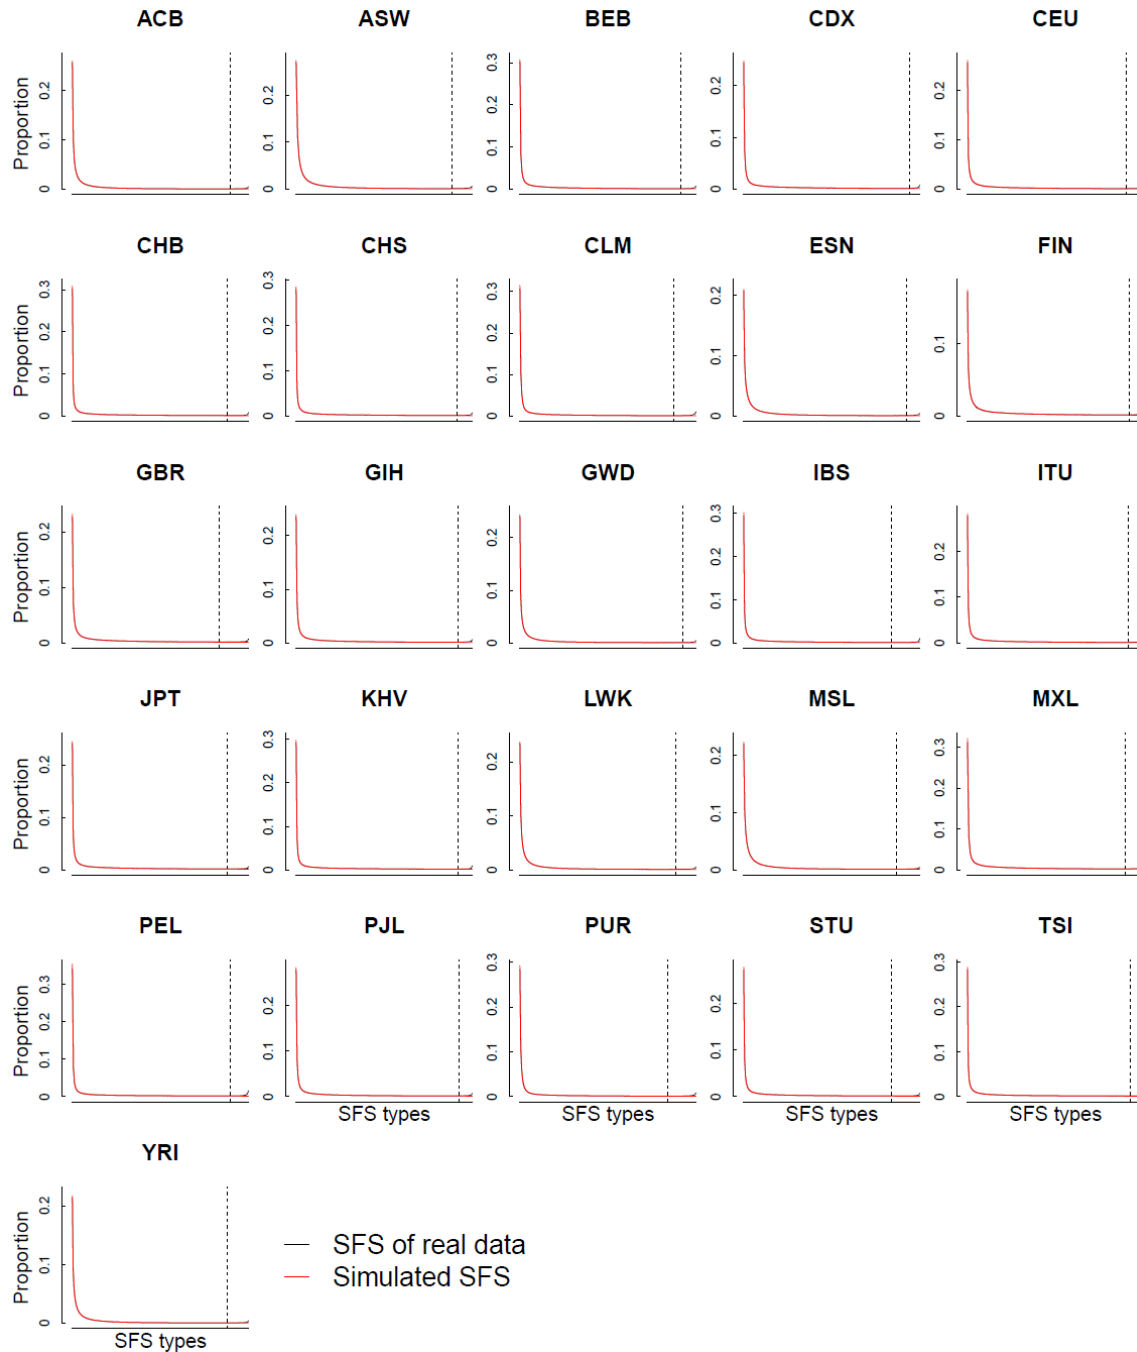 ACB ASW BEB CDX CEU
Proportion 0 0.1 0.2 0 0.1 0.2 0 0.1 0.2 0.3 0 0.1 0.2 0 0.1 0.2
CHB CHS CLM ESN FIN
Proportion 0 0.1 0.2 0.3 0 0.1 0.2 0.3 0 0.1 0.2 0.3 0 0.1 0.2 0 0.1
GBR GIH GWD IBS ITU
Proportion 0 0.1 0.2 0 0.1 0.2 0 0.1 0.2 0 0.1 0.2 0.3 0 0.1 0.2
JPT KHV LWK MSL MXL
Proportion 0 0.1 0.2 0 0.1 0.2 0.3 0 0.1 0.2 0 0.1 0.2 0 0.1 0.2 0.3
PEL PJL PUR STU TSI
Proportion 0 0.1 0.2 0.3 0 0.1 0.2 0 0.1 0.2 0.3 0 0.1 0.2 0 0.1 0.2 0.3
SFS types SFS types SFS types SFS types
YRI
Proportion 0 0.1 0.2
SFS types
SFS of real data
Simulated SFS